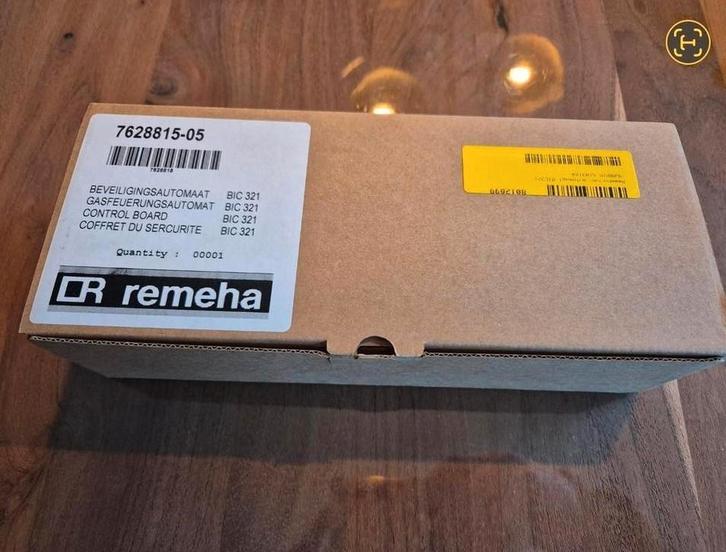 7628815-05
7628818
BEVEILIGINGSAUTOMAAT BIC 321
GASFEUERUNGSAUTOMAT BIC 321
CONTROL BOARD BIC 321
COFFRET DU SERCURITE BIC 321
Quantity : 00001
remeha